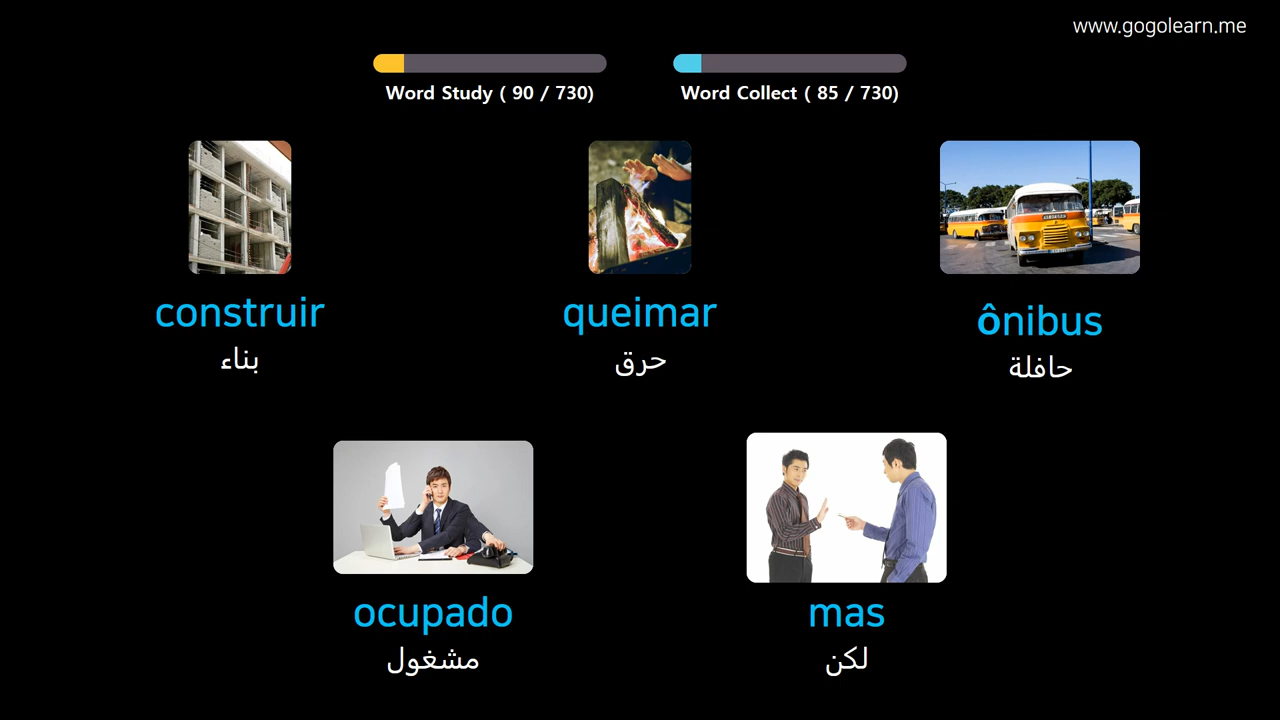 www.gogolearn.me
Word Study ( 90 / 730)
Word Collect ( 85 / 730)
construir
بناء
queimar
حرق
ônibus
حافلة
ocupado
مشغول
mas
لكن